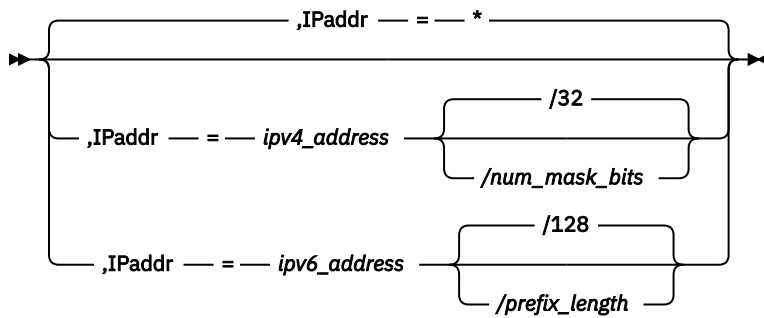 ,IPaddr = *
/32
,IPaddr = ipv4_address
/num_mask_bits
/128
,IPaddr = ipv6_address
/prefix_length